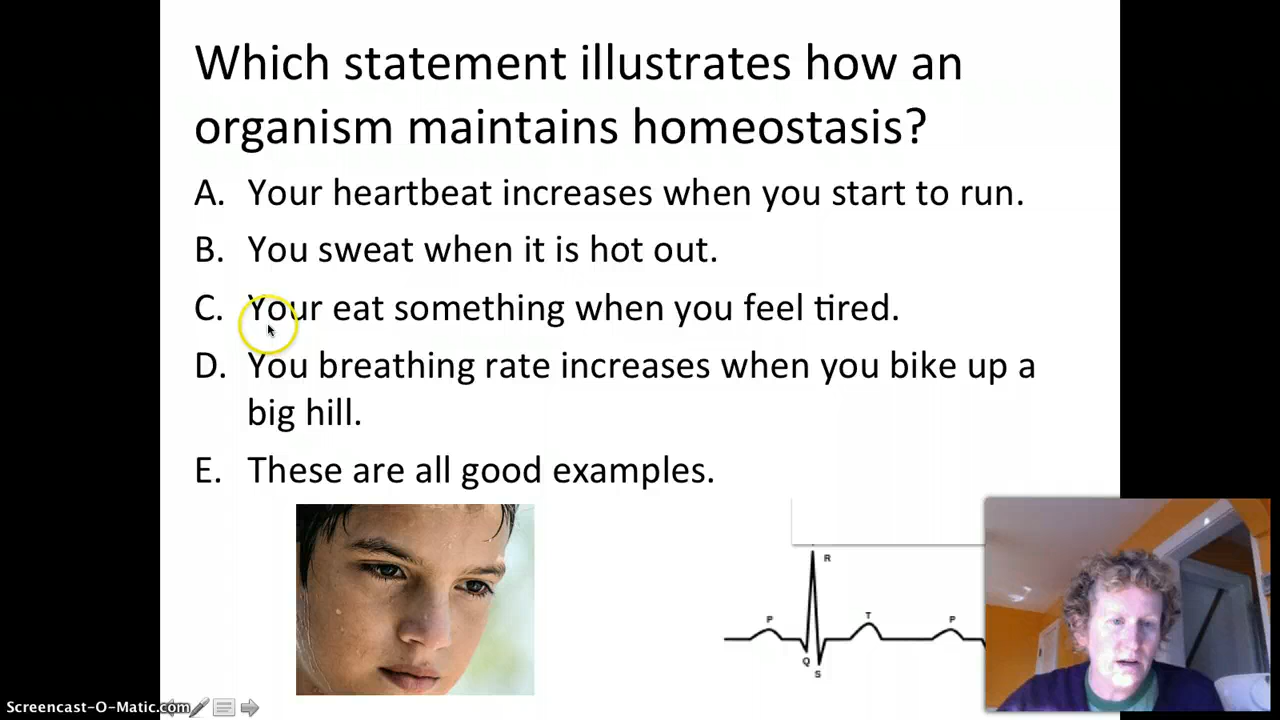 Which statement illustrates how an
organism maintains homeostasis?
A. Your heartbeat increases when you start to run.
B. You sweat when it is hot out.
C. Your eat something when you feel tired.
D. You breathing rate increases when you bike up a
big hill.
E. These are all good examples.
R
P
T
P
Q
S
Screencast-O-Matic.com